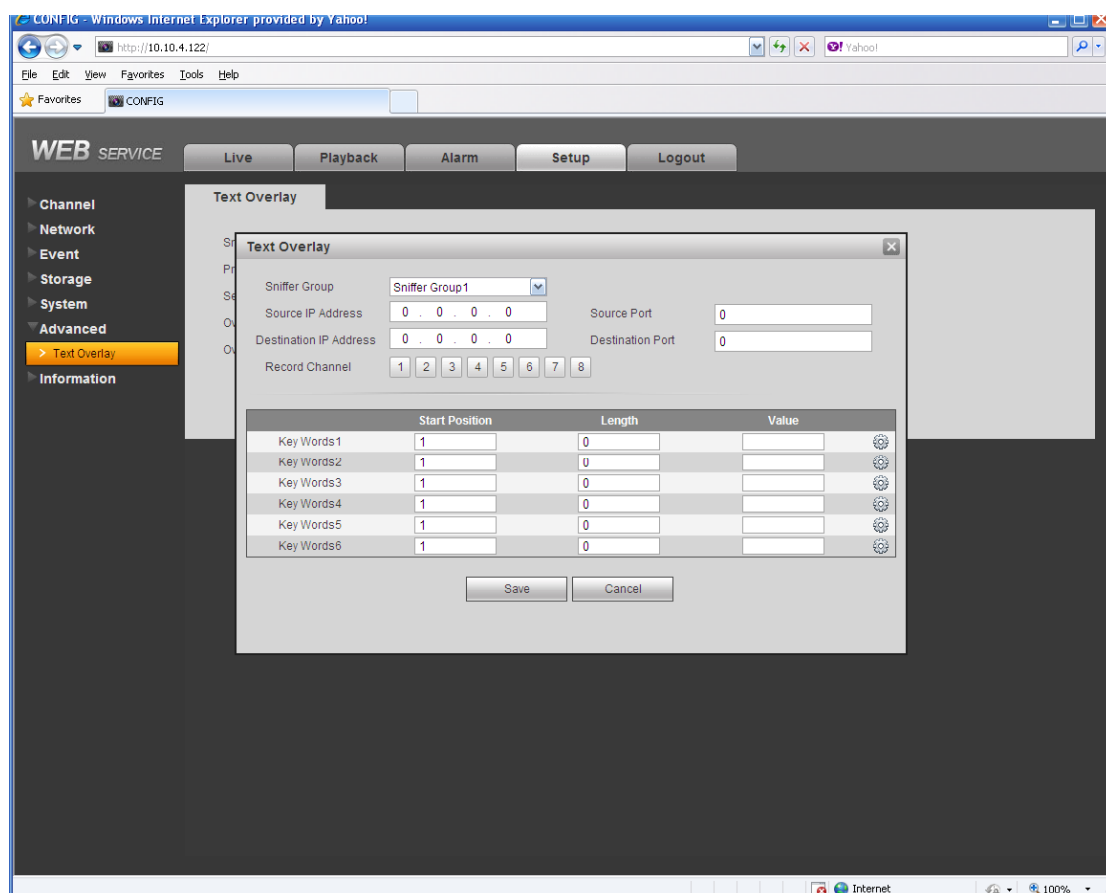 CONFIG - Windows Internet Explorer provided by Yahoo!
http://10.10.4.122/ Yahoo!
File Edit View Favorites Tools Help
Favorites CONFIG
WEB SERVICE Live Playback Alarm Setup Logout
Channel
Network
Event
Storage
System
Advanced
> Text Overlay
Information
Text Overlay
Sn
Pr
Se
Ov
Ov
Text Overlay
Sniffer Group Sniffer Group1
Source IP Address 0 . 0 . 0 . 0 Source Port 0
Destination IP Address 0 . 0 . 0 . 0 Destination Port 0
Record Channel 1 2 3 4 5 6 7 8
Start Position Length Value
Key Words1 1 0
Key Words2 1 0
Key Words3 1 0
Key Words4 1 0
Key Words5 1 0
Key Words6 1 0
Save Cancel
Internet 100%